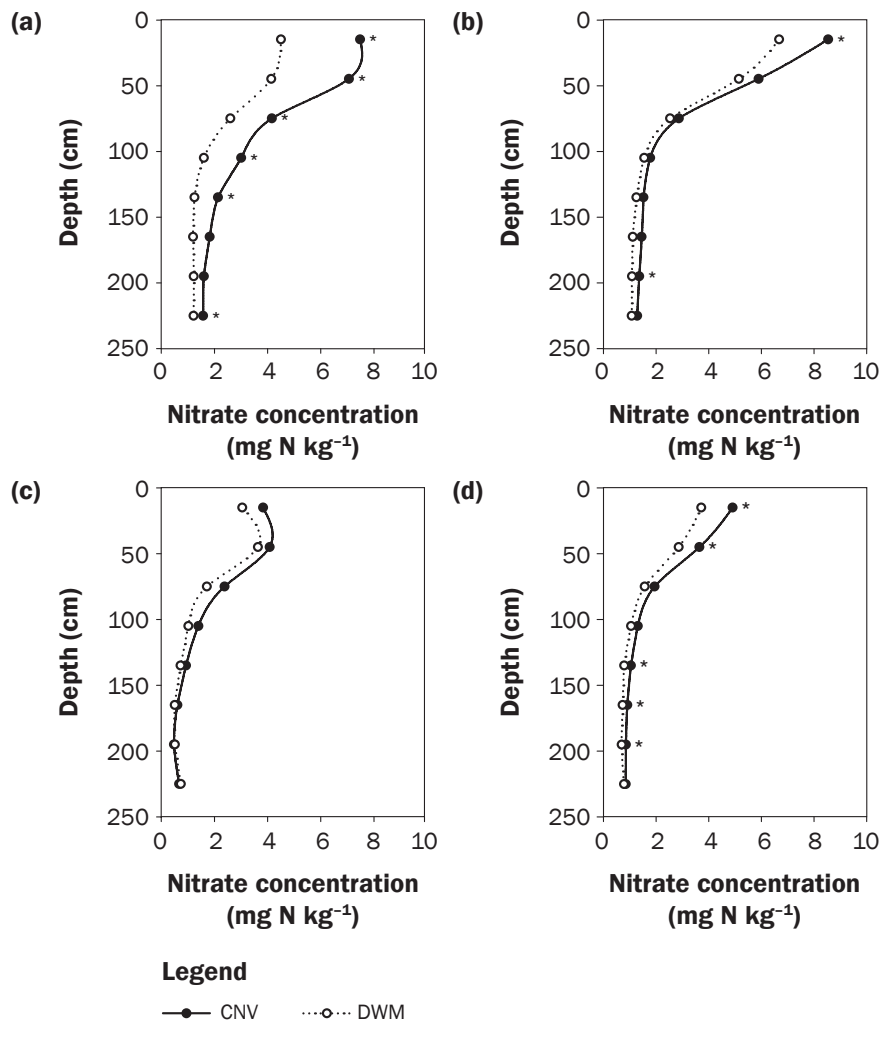 (a)
0
50
100
150
200
250
Depth (cm)
* * * * * *
0 2 4 6 8 10
Nitrate concentration
(mg N kg⁻¹)
(b)
0
50
100
150
200
250
Depth (cm)
* *
0 2 4 6 8 10
Nitrate concentration
(mg N kg⁻¹)
(c)
0
50
100
150
200
250
Depth (cm)
0 2 4 6 8 10
Nitrate concentration
(mg N kg⁻¹)
(d)
0
50
100
150
200
250
Depth (cm)
* * * * *
0 2 4 6 8 10
Nitrate concentration
(mg N kg⁻¹)
Legend
CNV DWM